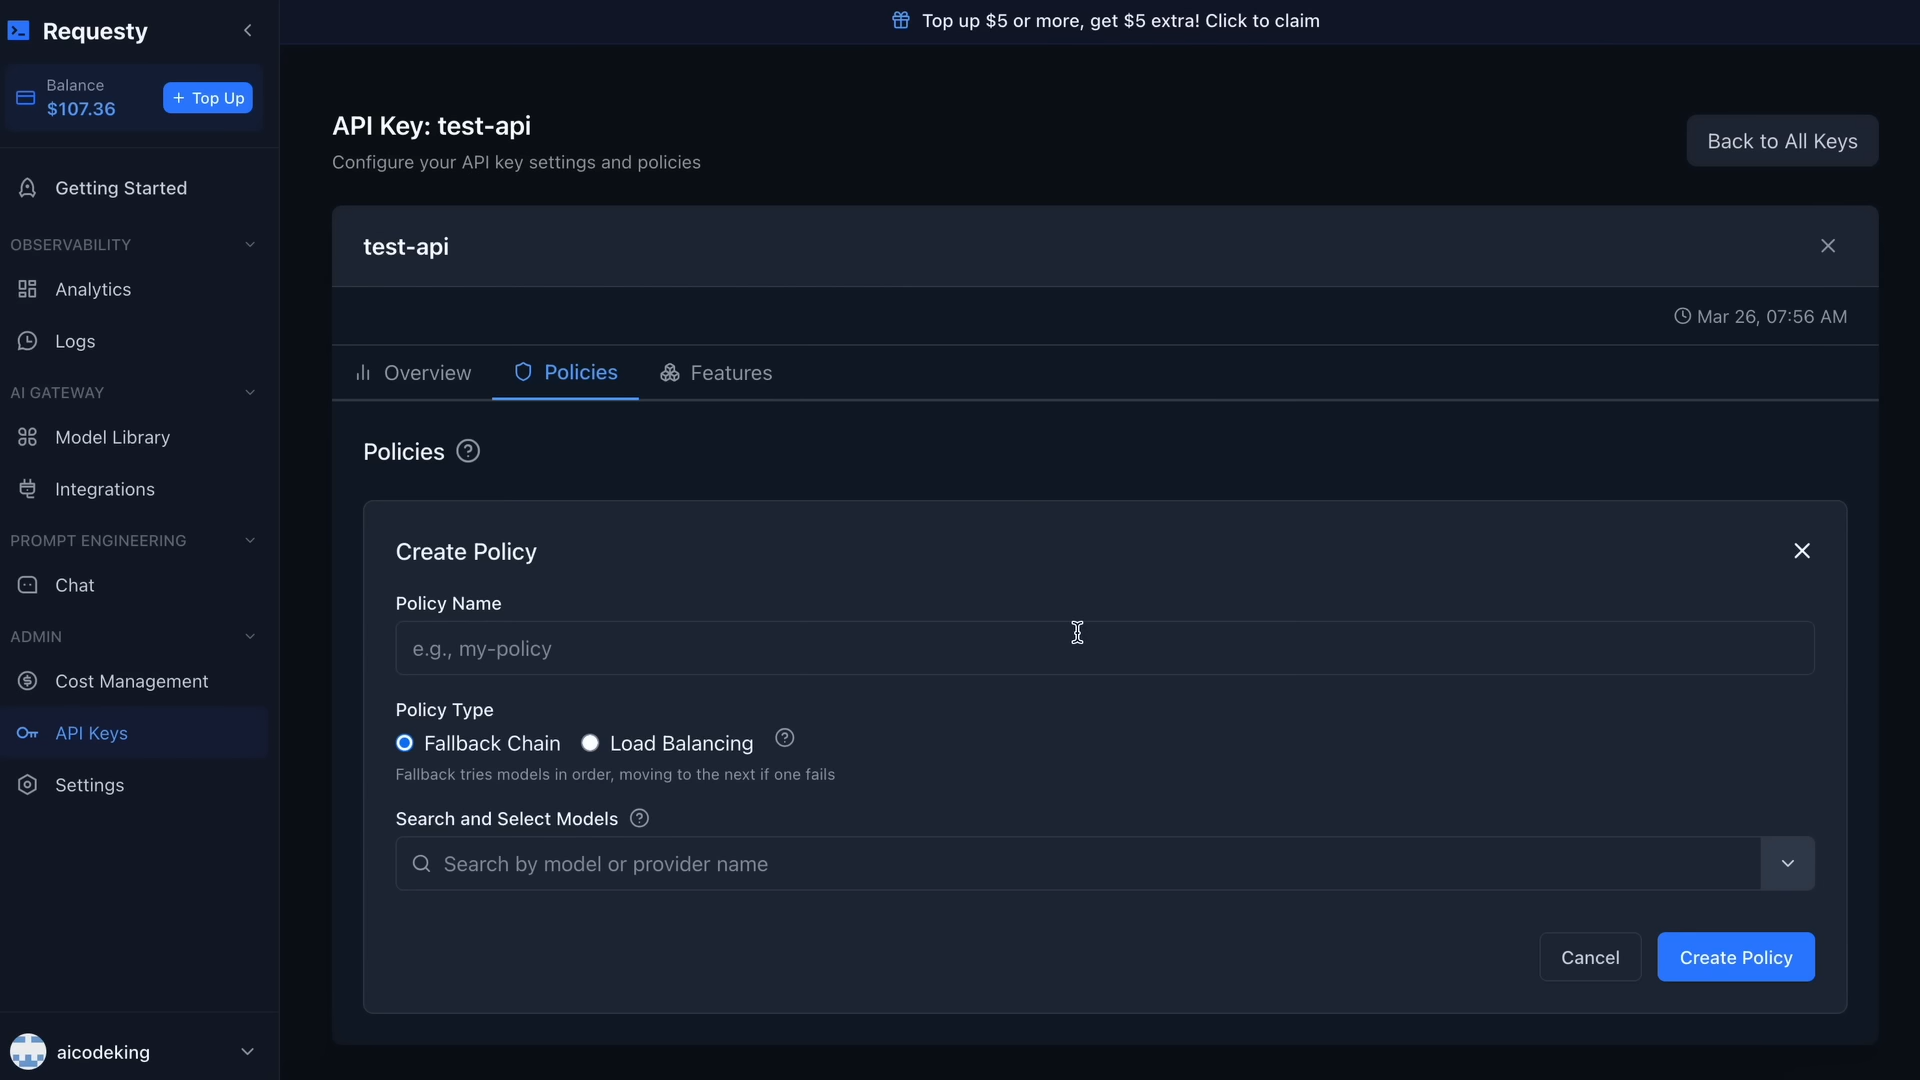 Requesty
Top up $5 or more, get $5 extra! Click to claim
Balance
$107.36
+ Top Up
Getting Started
OBSERVABILITY
Analytics
Logs
AI GATEWAY
Model Library
Integrations
PROMPT ENGINEERING
Chat
ADMIN
Cost Management
API Keys
Settings
aicodeking
API Key: test-api
Configure your API key settings and policies
Back to All Keys
test-api
Mar 26, 07:56 AM
Overview
Policies
Features
Policies
Create Policy
Policy Name
e.g., my-policy
Policy Type
Fallback Chain
Load Balancing
Fallback tries models in order, moving to the next if one fails
Search and Select Models
Search by model or provider name
Cancel
Create Policy